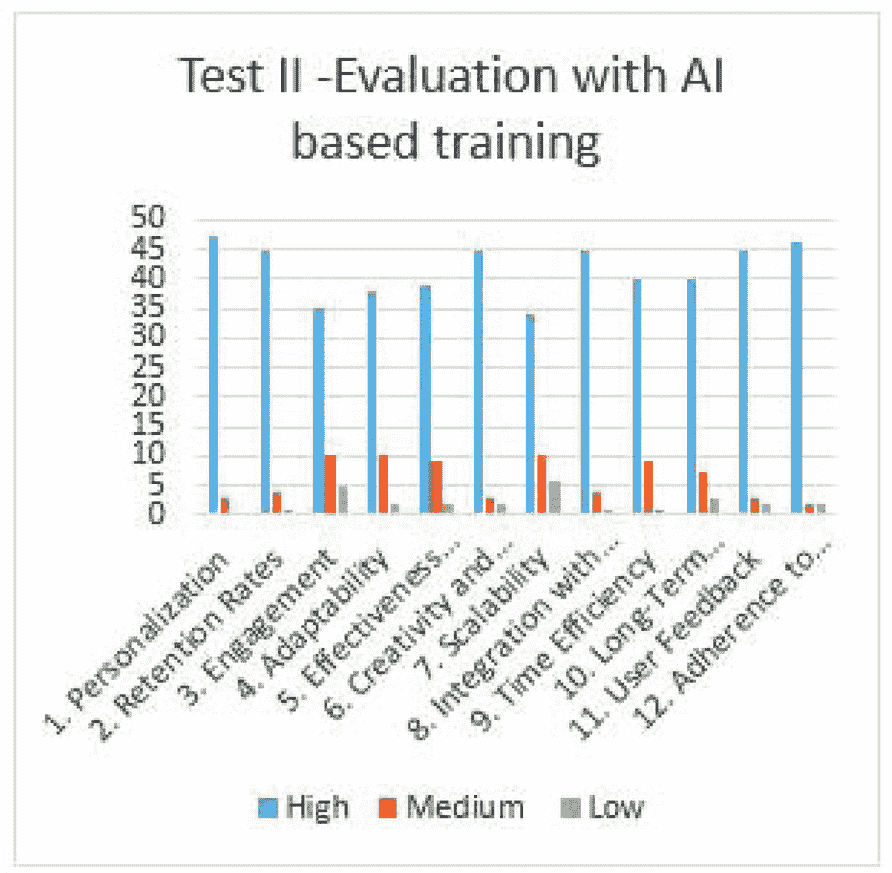 Test II -Evaluation with AI
based training
50
45
40
35
30
25
20
15
10
5
0
1. Personalization
2. Retention Rates
3. Engagement
4. Adaptability
5. Effectiveness...
6. Creativity and ...
7. Scalability
8. Integration with ...
9. Time Efficiency
10. Long-Term...
11. User Feedback
12. Adherence to...
High Medium Low